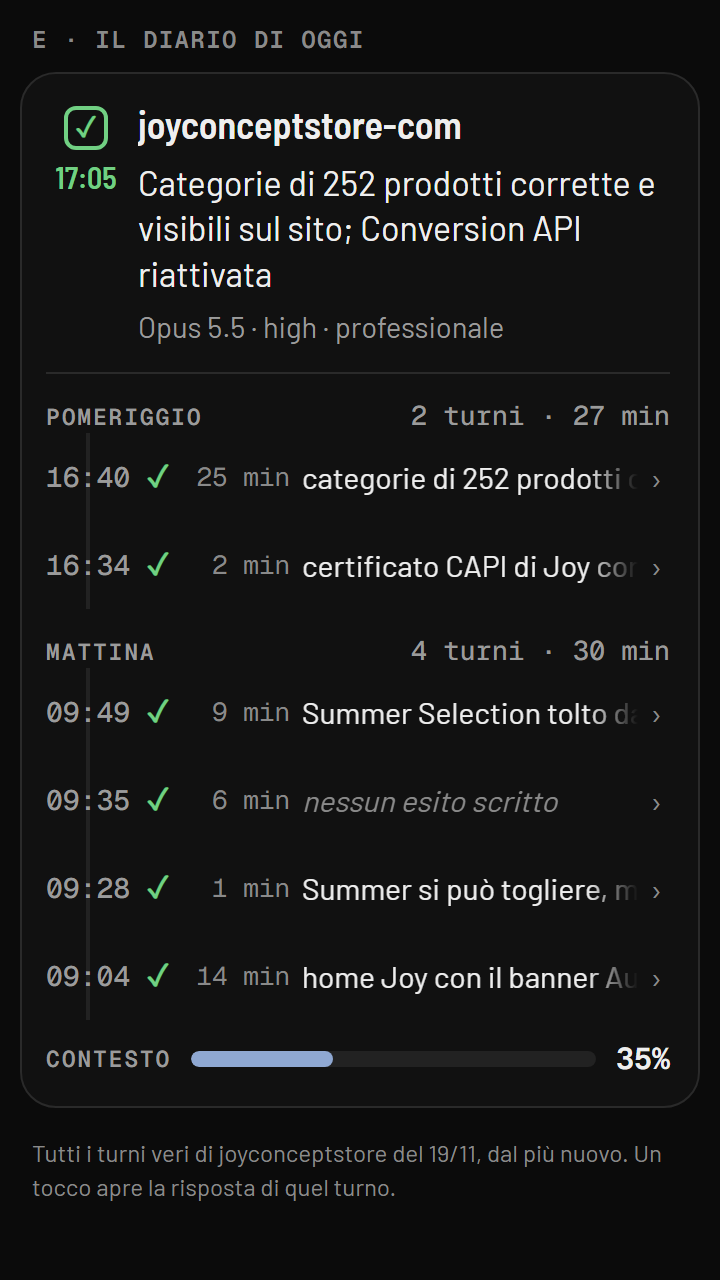 E · IL DIARIO DI OGGI
joyconceptstore-com
17:05
Categorie di 252 prodotti corrette e
visibili sul sito; Conversion API
riattivata
Opus 5.5 · high · professionale
POMERIGGIO 2 turni · 27 min
16:40 ✓ 25 min categorie di 252 prodotti ›
16:34 ✓ 2 min certificato CAPI di Joy con ›
MATTINA 4 turni · 30 min
09:49 ✓ 9 min Summer Selection tolto da ›
09:35 ✓ 6 min nessun esito scritto ›
09:28 ✓ 1 min Summer si può togliere, m ›
09:04 ✓ 14 min home Joy con il banner Au ›
CONTESTO 35%
Tutti i turni veri di joyconceptstore del 19/11, dal più nuovo. Un
tocco apre la risposta di quel turno.